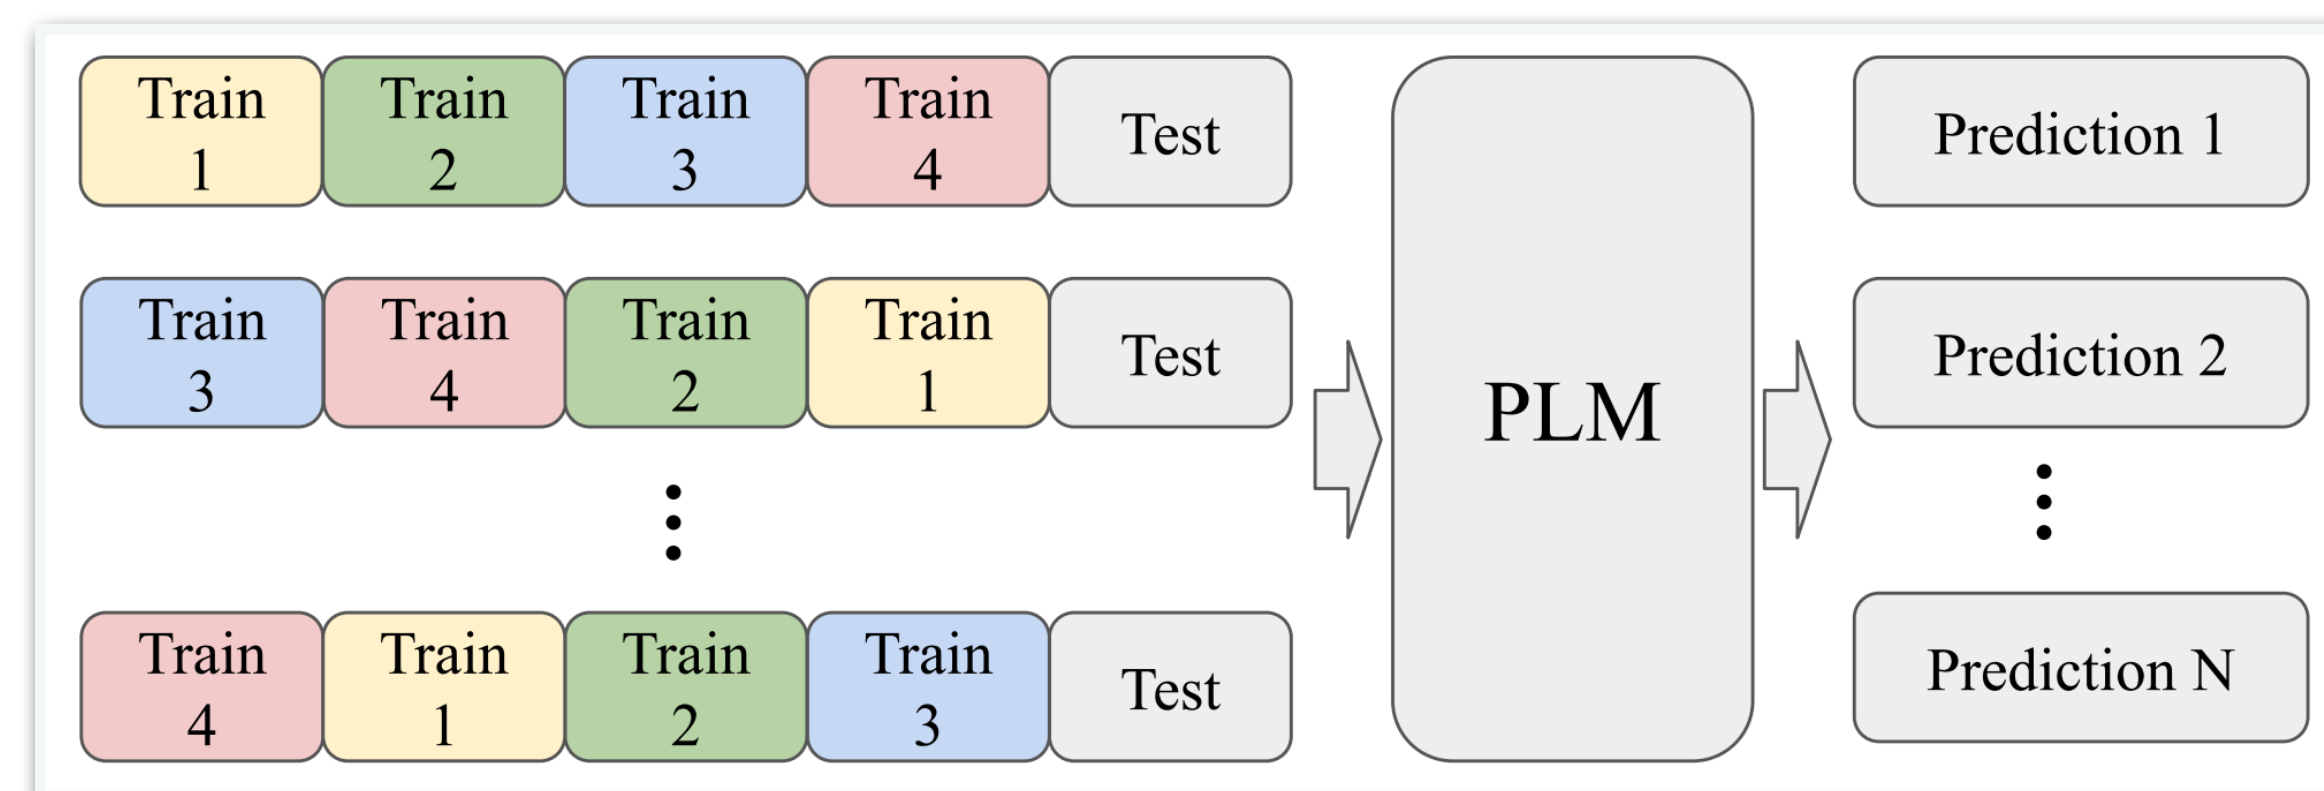 Train Train Train Train
1 2 3 4 Test
Prediction 1
Train Train Train Train
3 4 2 1 Test
Prediction 2
PLM
Train Train Train Train
4 1 2 3 Test
Prediction N